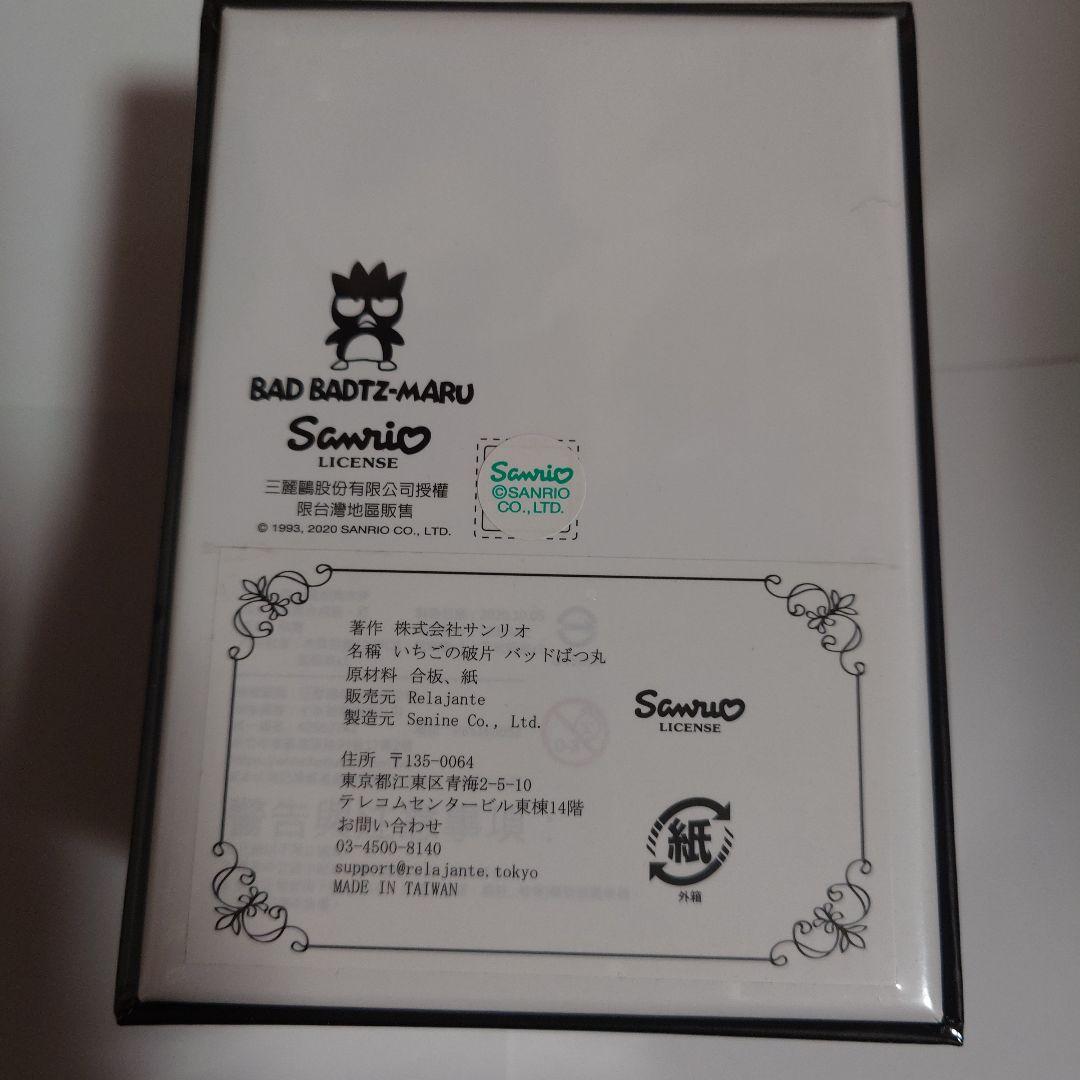 BAD BADTZ-MARU
Sanrio
LICENSE
三麗鷗股份有限公司授權
限台灣地區販售
© 1993, 2020 SANRIO CO., LTD.
Sanrio
©SANRIO
CO., LTD.
著作 株式会社サンリオ
名稱 いちごの破片 バッドばつ丸
原材料 合板、紙
販売元 Relajante
製造元 Senine Co., Ltd.
Sanrio
LICENSE
住所 〒135-0064
東京都江東区青海2-5-10
テレコムセンタービル東棟14階
お問い合わせ
03-4500-8140
support@relajante.tokyo
MADE IN TAIWAN
紙
外箱